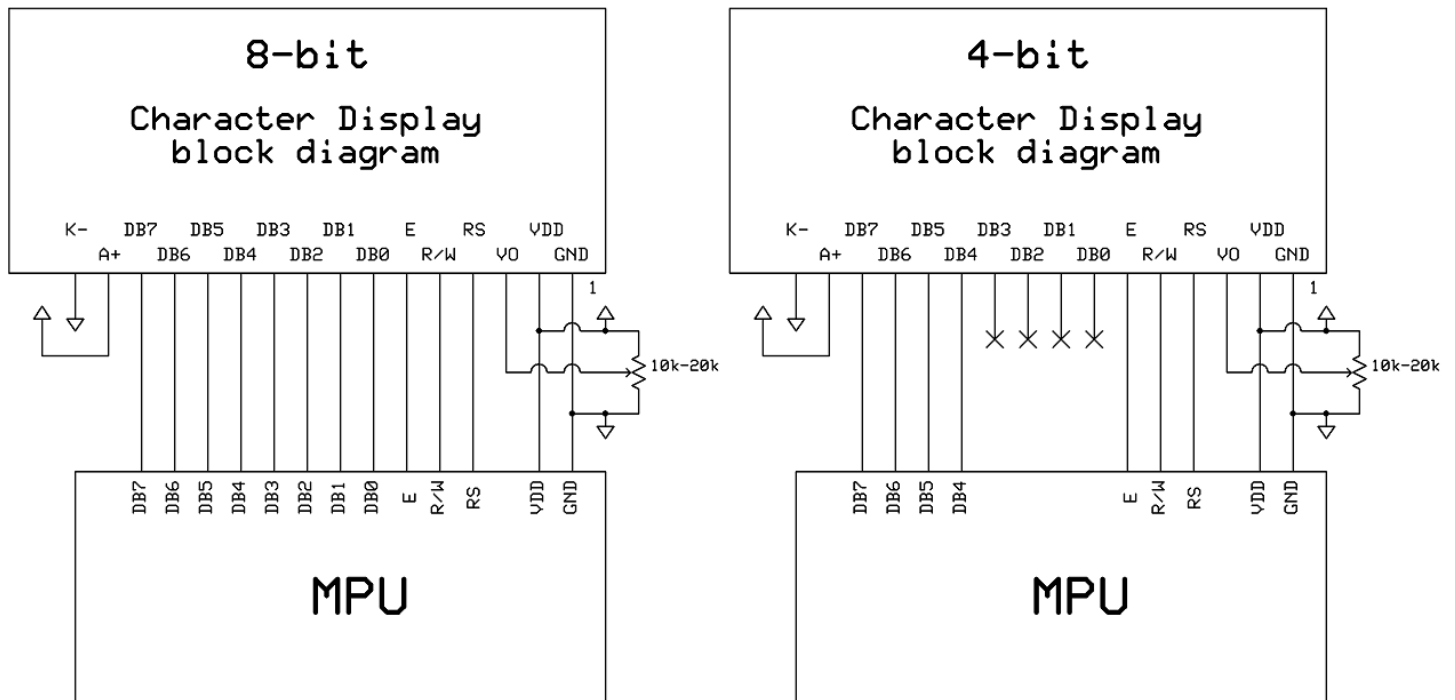 8-bit
Character Display
block diagram
K- DB7 DB5 DB3 DB1 E RS VDD
A+ DB6 DB4 DB2 DB0 R/W VO GND
1
10k-20k
DB7 DB6 DB5 DB4 DB3 DB2 DB1 DB0 E R/W RS VDD GND
MPU
4-bit
Character Display
block diagram
K- DB7 DB5 DB3 DB1 E RS VDD
A+ DB6 DB4 DB2 DB0 R/W VO GND
1
10k-20k
DB7 DB6 DB5 DB4 E R/W RS VDD GND
MPU